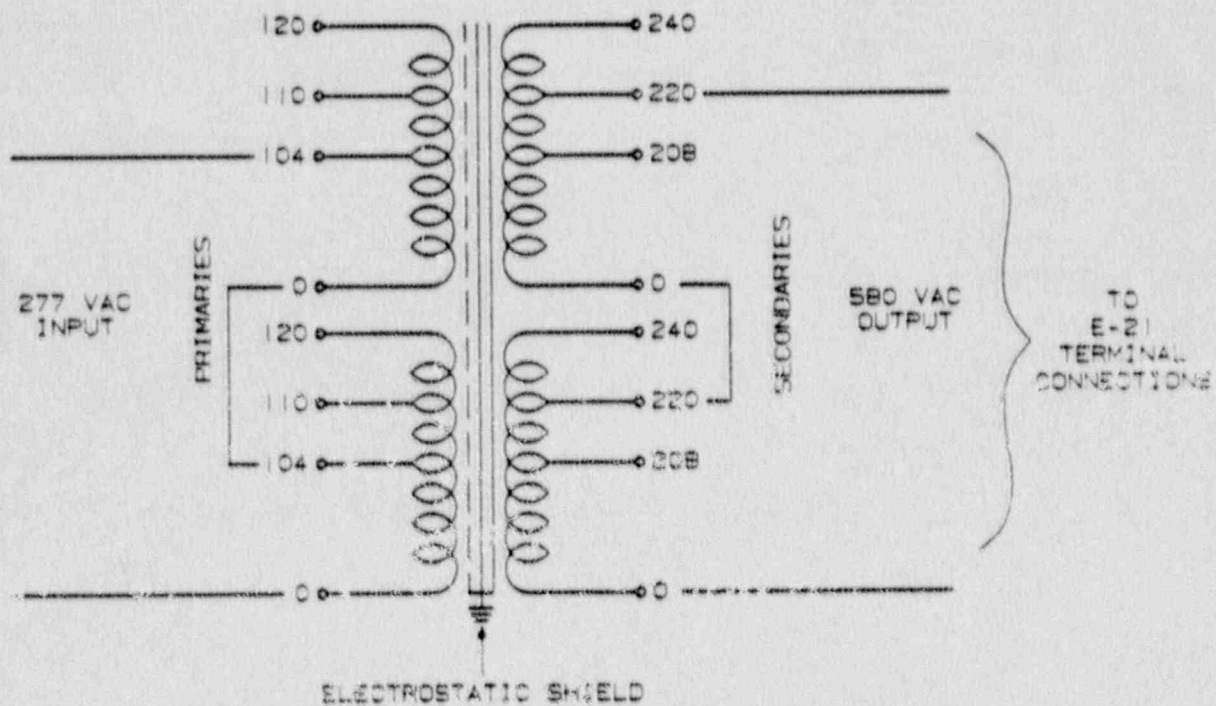 120
240
110
220
104
208
PRIMARIES
SECONDARIES
0
0
277 VAC
INPUT
580 VAC
OUTPUT
TO
E-21
TERMINAL
CONNECTIONS
120
240
110
220
104
208
0
0
ELECTROSTATIC SHIELD